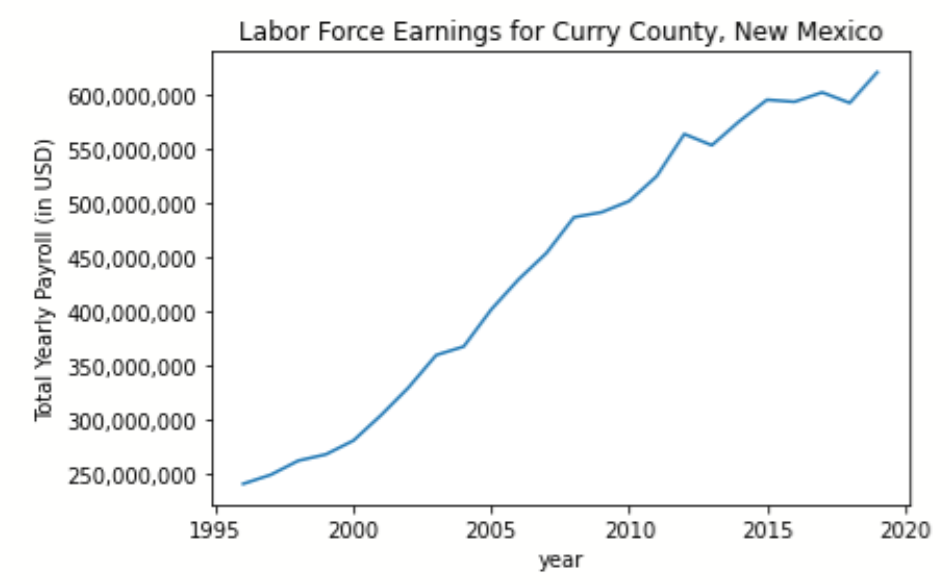 Labor Force Earnings for Curry County, New Mexico
Total Yearly Payroll (in USD)
600,000,000
550,000,000
500,000,000
450,000,000
400,000,000
350,000,000
300,000,000
250,000,000
1995 2000 2005 2010 2015 2020
year